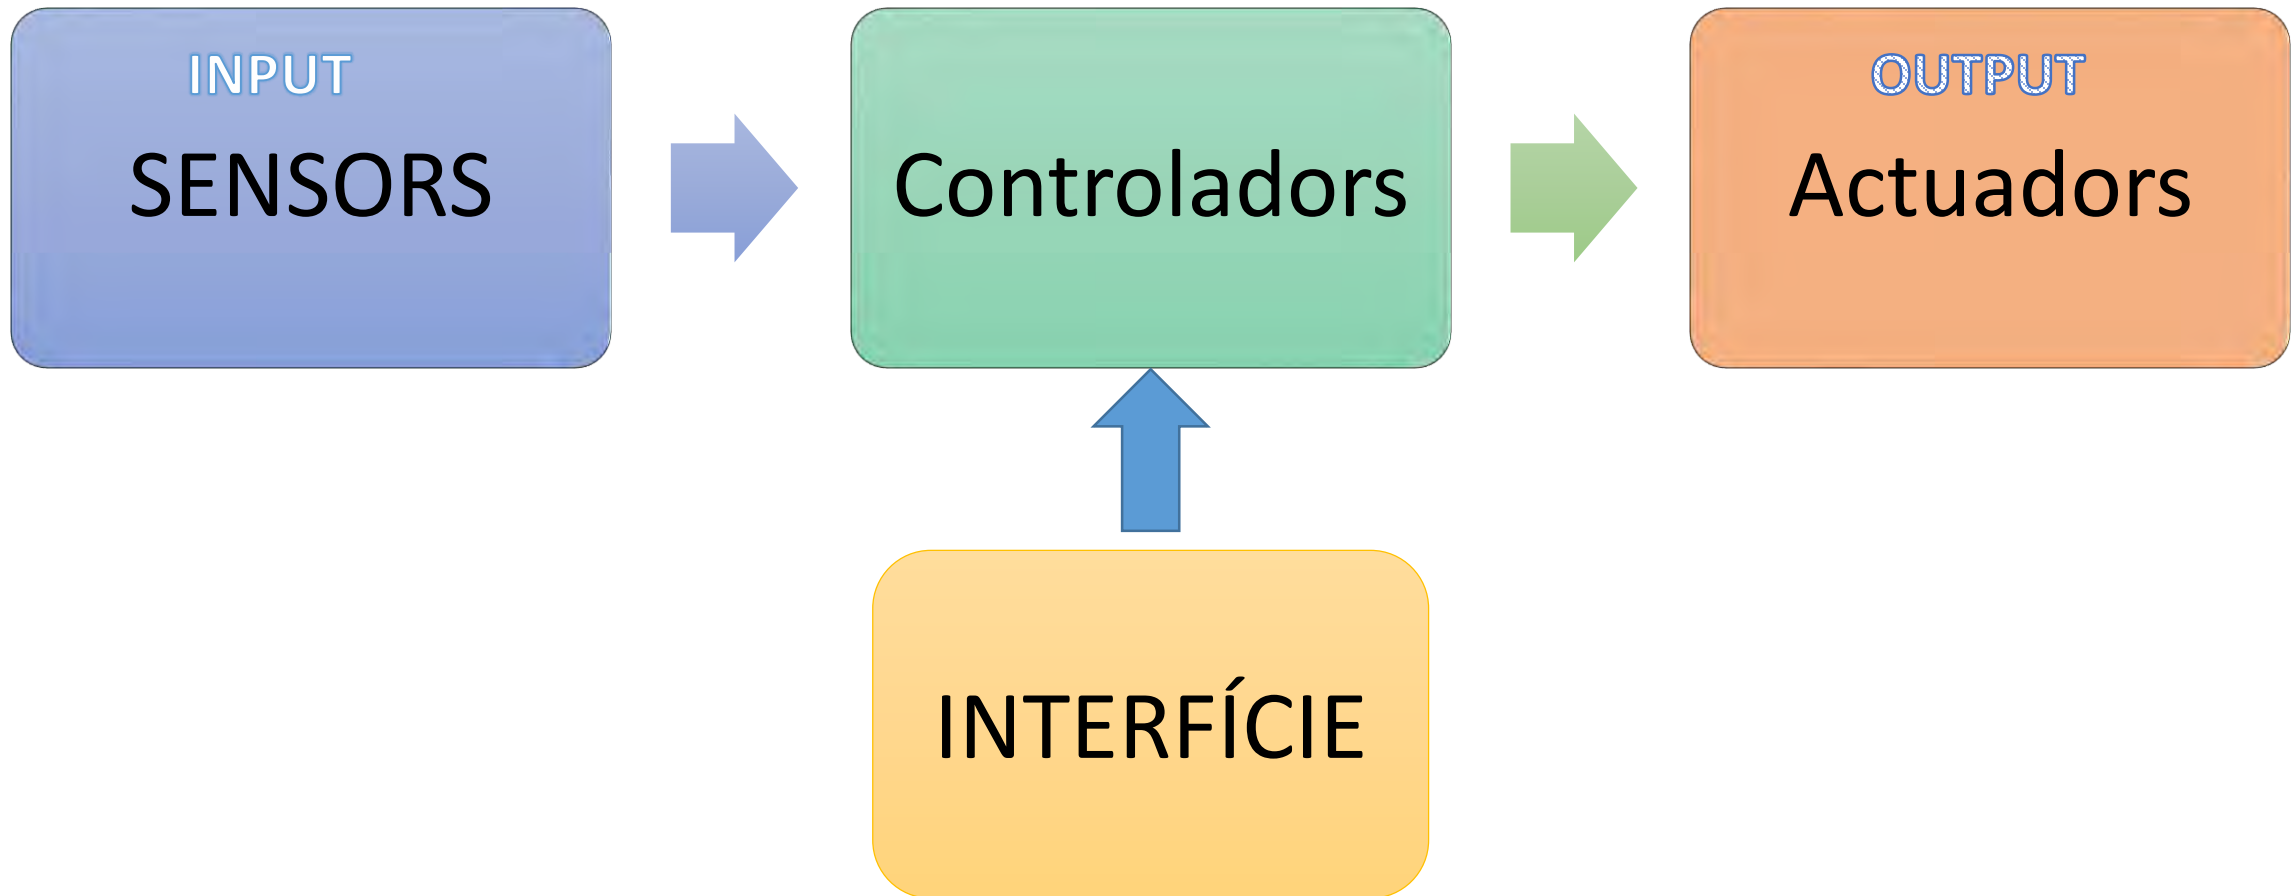 INPUT
SENSORS
Controladors
OUTPUT
Actuadors
INTERFÍCIE